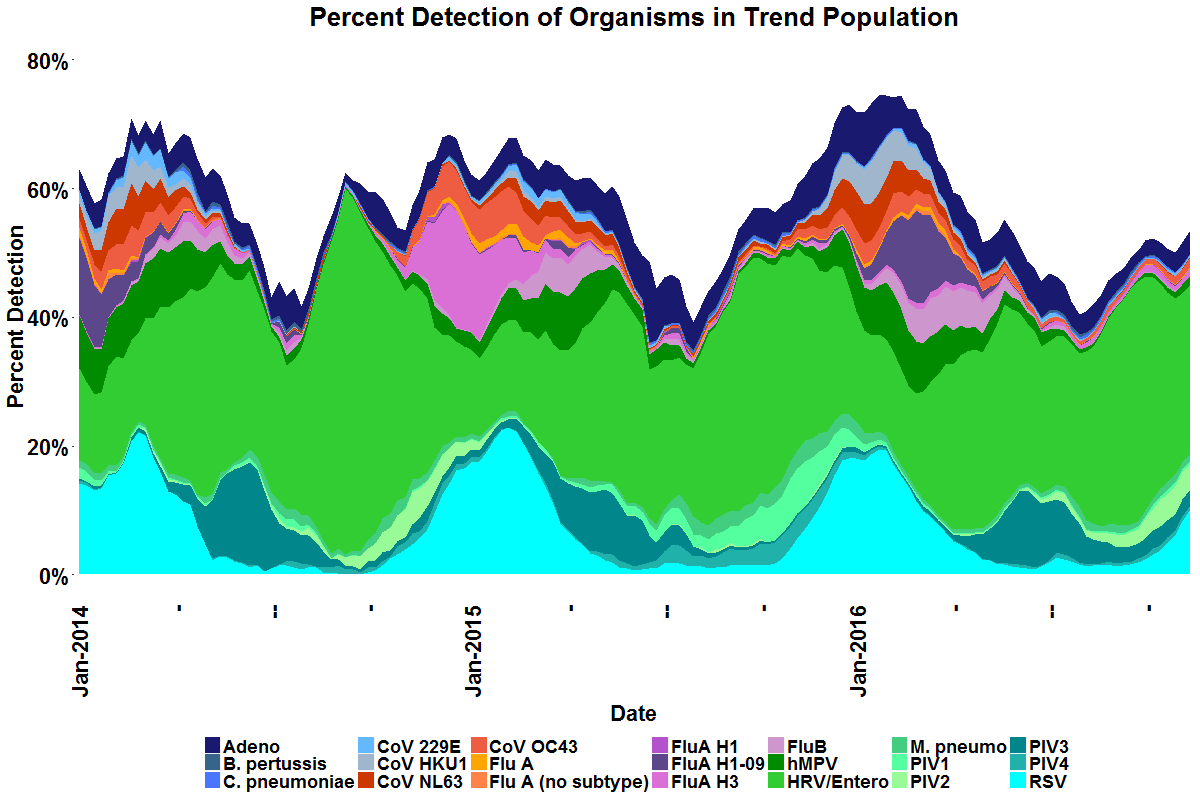 Percent Detection of Organisms in Trend Population
80%
60%
40%
20%
0%
Percent Detection
Jan-2014 - -- - Jan-2015 - -- - Jan-2016 - -- -
Date
Adeno CoV 229E CoV OC43 FluA H1 FluB M. pneumo PIV3
B. pertussis CoV HKU1 Flu A FluA H1-09 hMPV PIV1 PIV4
C. pneumoniae CoV NL63 Flu A (no subtype) FluA H3 HRV/Entero PIV2 RSV